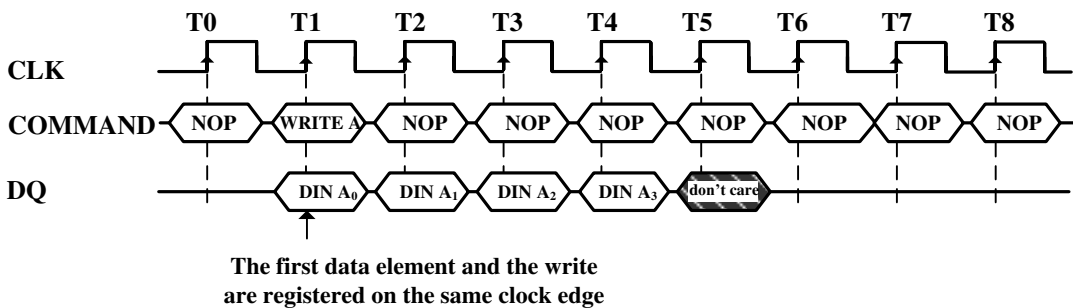 T0 T1 T2 T3 T4 T5 T6 T7 T8
CLK
COMMAND NOP WRITE A NOP NOP NOP NOP NOP NOP NOP
DQ DIN A0 DIN A1 DIN A2 DIN A3 don't care
The first data element and the write
are registered on the same clock edge